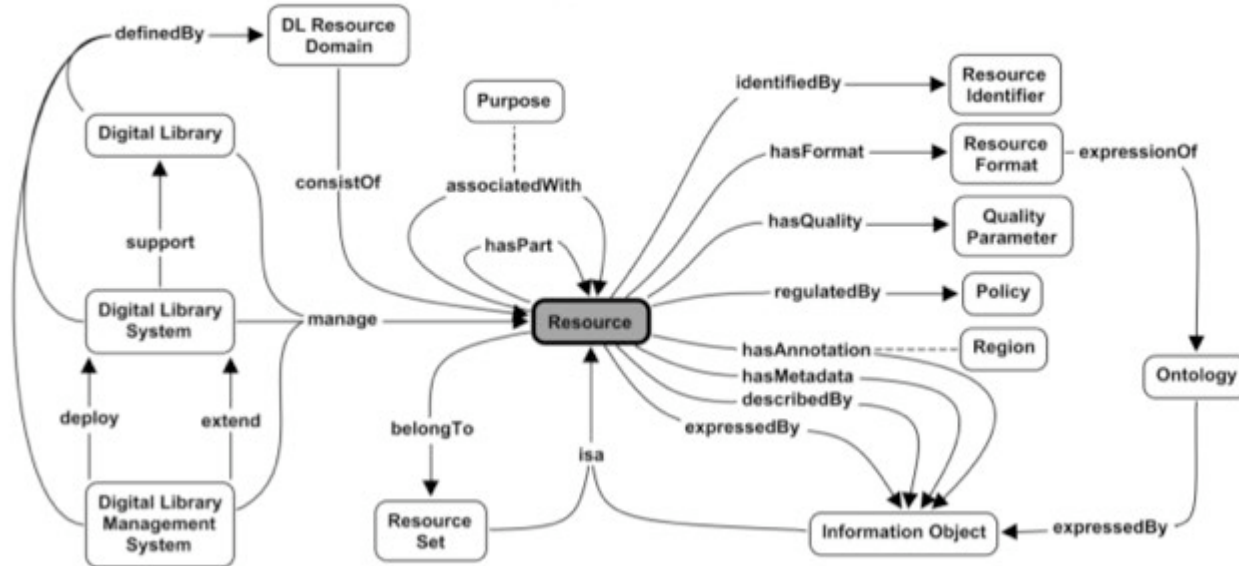 definedBy
DL Resource
Domain
Purpose
identifiedBy
Resource
Identifier
Digital Library
hasFormat
Resource
Format
expressionOf
consistOf
associatedWith
hasQuality
Quality
Parameter
support
hasPart
regulatedBy
Policy
Digital Library
System
manage
Resource
hasAnnotation
Region
hasMetadata
Ontology
describedBy
deploy
extend
belongTo
expressedBy
isa
Digital Library
Management
System
Resource
Set
Information Object
expressedBy